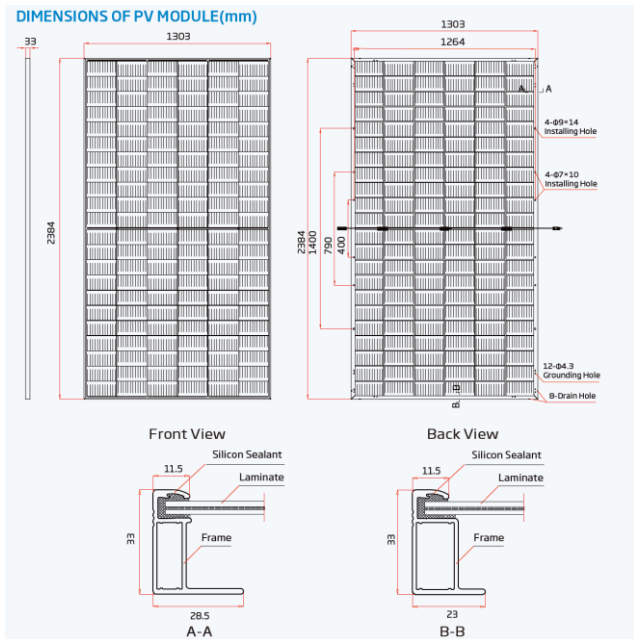 DIMENSIONS OF PV MODULE(mm)
33
1303
2384
1303
1264
A
A
4-Φ9×14
Installing Hole
4-Φ7×10
Installing Hole
2384
1400
790
400
12-Φ4.3
Grounding Hole
8-Drain Hole
B
B
Front View
Back View
11.5
Silicon Sealant
Laminate
Frame
33
28.5
A-A
11.5
Silicon Sealant
Laminate
Frame
33
23
B-B